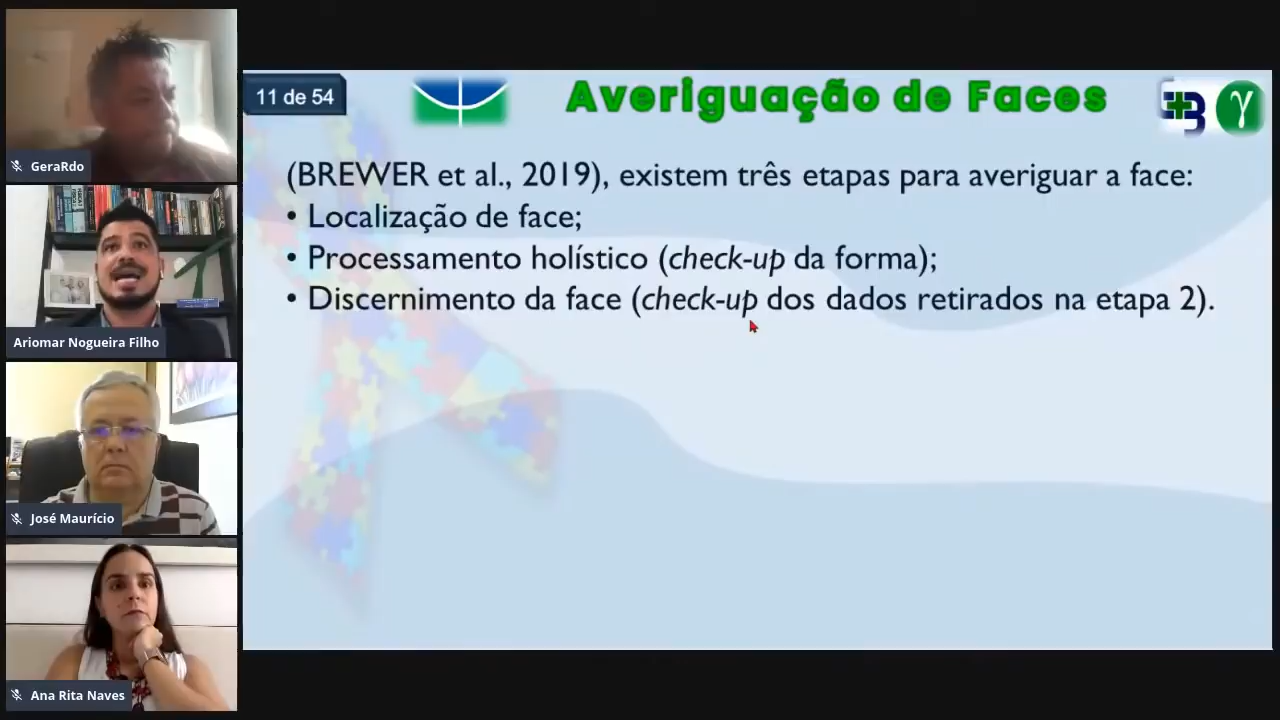 GeraRdo
Ariomar Nogueira Filho
José Maurício
Ana Rita Naves
11 de 54
Averiguação de Faces
(BREWER et al., 2019), existem três etapas para averiguar a face:
• Localização de face;
• Processamento holístico (check-up da forma);
• Discernimento da face (check-up dos dados retirados na etapa 2).
γ